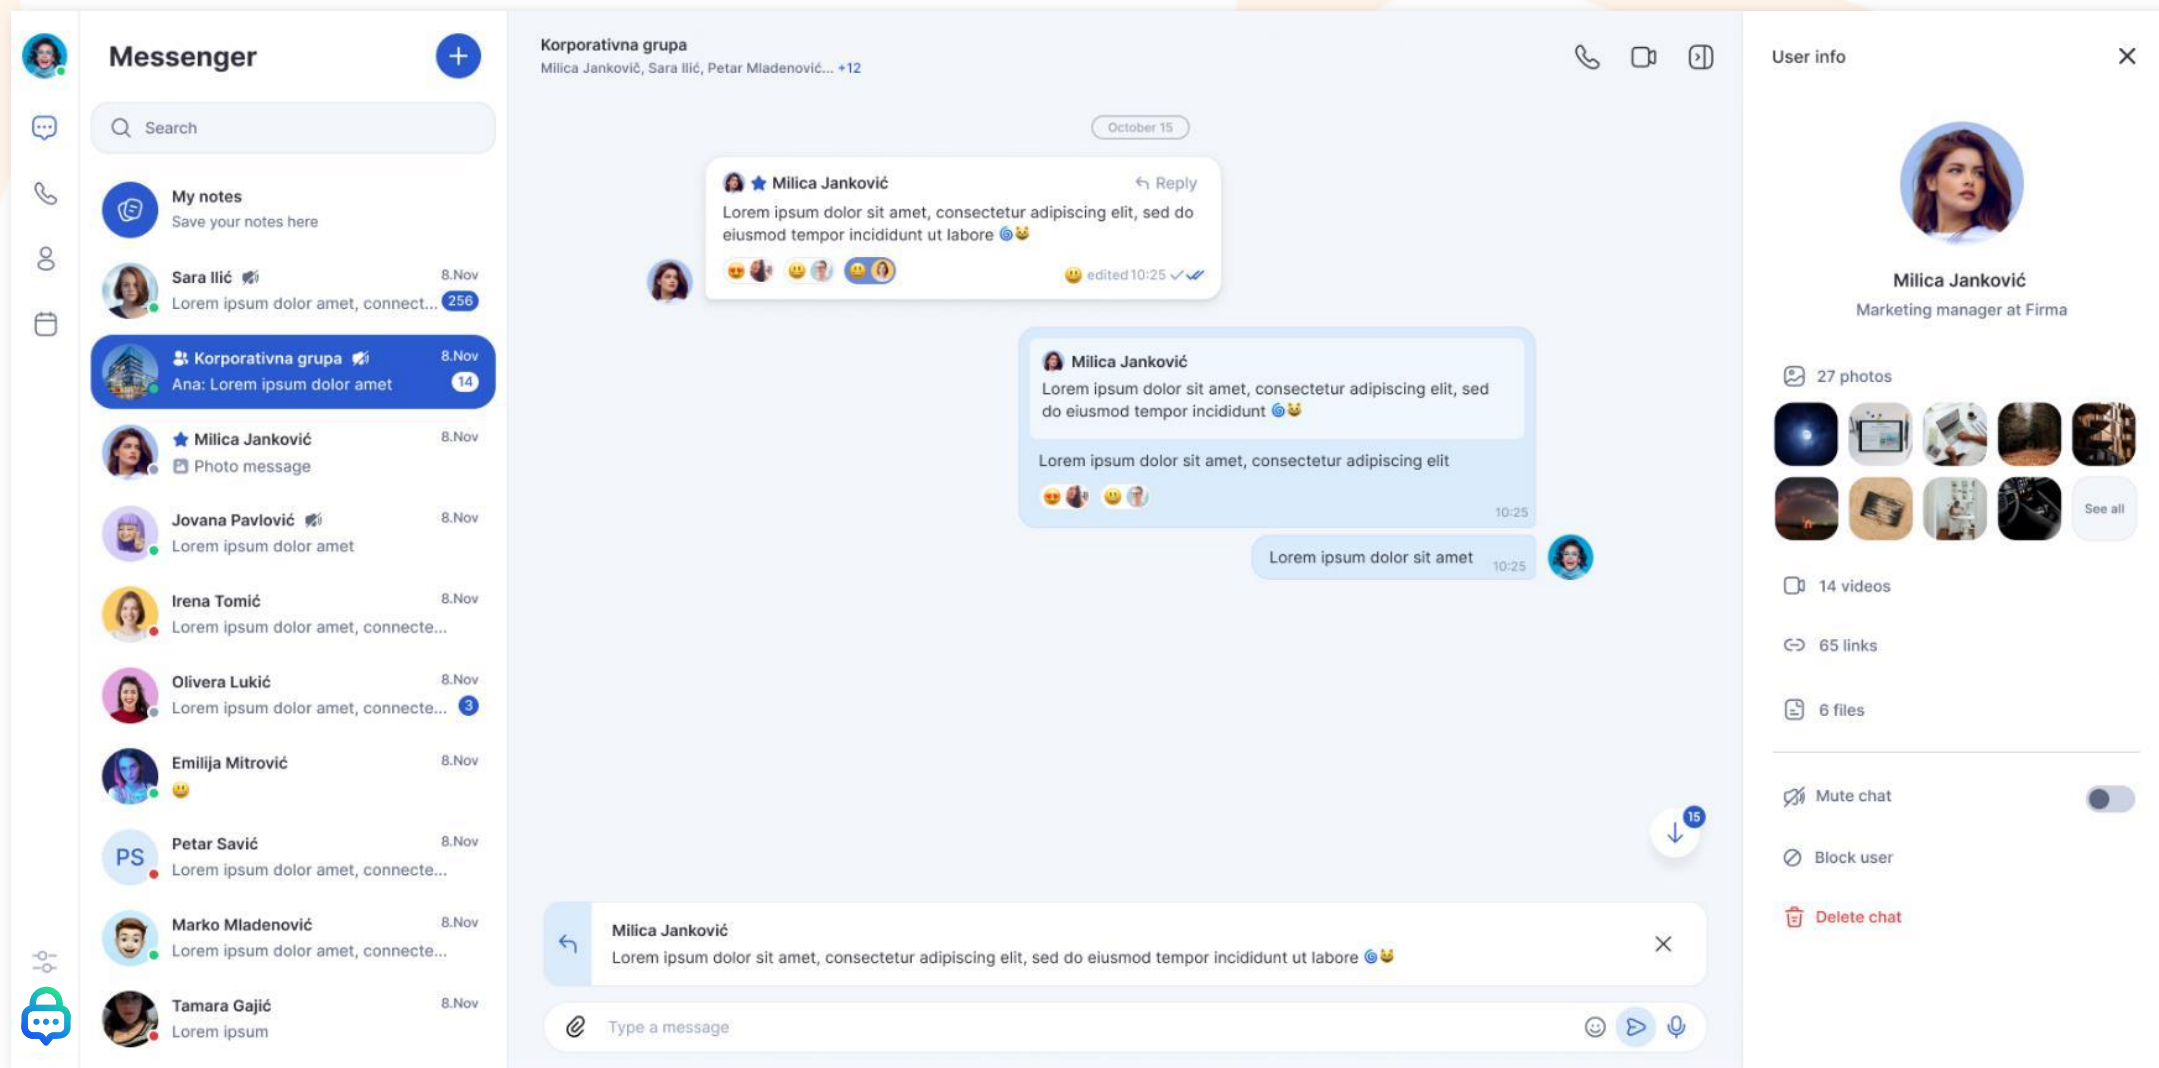 Messenger
Search
My notes
Save your notes here
Sara Ilić
8.Nov
Lorem ipsum dolor amet, connect...
256
Korporativna grupa
8.Nov
Ana: Lorem ipsum dolor amet
14
Milica Janković
8.Nov
Photo message
Jovana Pavlović
8.Nov
Lorem ipsum dolor amet
Irena Tomić
8.Nov
Lorem ipsum dolor amet, connecte...
Olivera Lukić
8.Nov
Lorem ipsum dolor amet, connecte...
3
Emilija Mitrović
8.Nov
😃
PS
Petar Savić
8.Nov
Lorem ipsum dolor amet, connecte...
Marko Mladenović
8.Nov
Lorem ipsum dolor amet, connecte...
Tamara Gajić
8.Nov
Lorem ipsum
Korporativna grupa
Milica Janković, Sara Ilić, Petar Mladenović... +12
October 15
Milica Janković
Reply
Lorem ipsum dolor sit amet, consectetur adipiscing elit, sed do
eiusmod tempor incididunt ut labore 🌀😺
edited 10:25
Milica Janković
Lorem ipsum dolor sit amet, consectetur adipiscing elit, sed
do eiusmod tempor incididunt 🌀😺
Lorem ipsum dolor sit amet, consectetur adipiscing elit
10:25
Lorem ipsum dolor sit amet
10:25
15
Milica Janković
Lorem ipsum dolor sit amet, consectetur adipiscing elit, sed do eiusmod tempor incididunt ut labore 🌀😺
Type a message
User info
Milica Janković
Marketing manager at Firma
27 photos
See all
14 videos
65 links
6 files
Mute chat
Block user
Delete chat